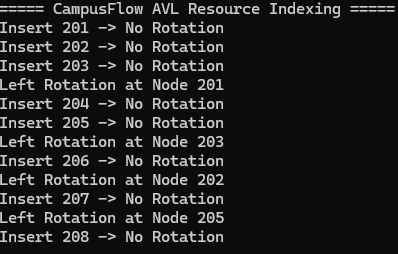 ===== CampusFlow AVL Resource Indexing =====
Insert 201 -> No Rotation
Insert 202 -> No Rotation
Insert 203 -> No Rotation
Left Rotation at Node 201
Insert 204 -> No Rotation
Insert 205 -> No Rotation
Left Rotation at Node 203
Insert 206 -> No Rotation
Left Rotation at Node 202
Insert 207 -> No Rotation
Left Rotation at Node 205
Insert 208 -> No Rotation